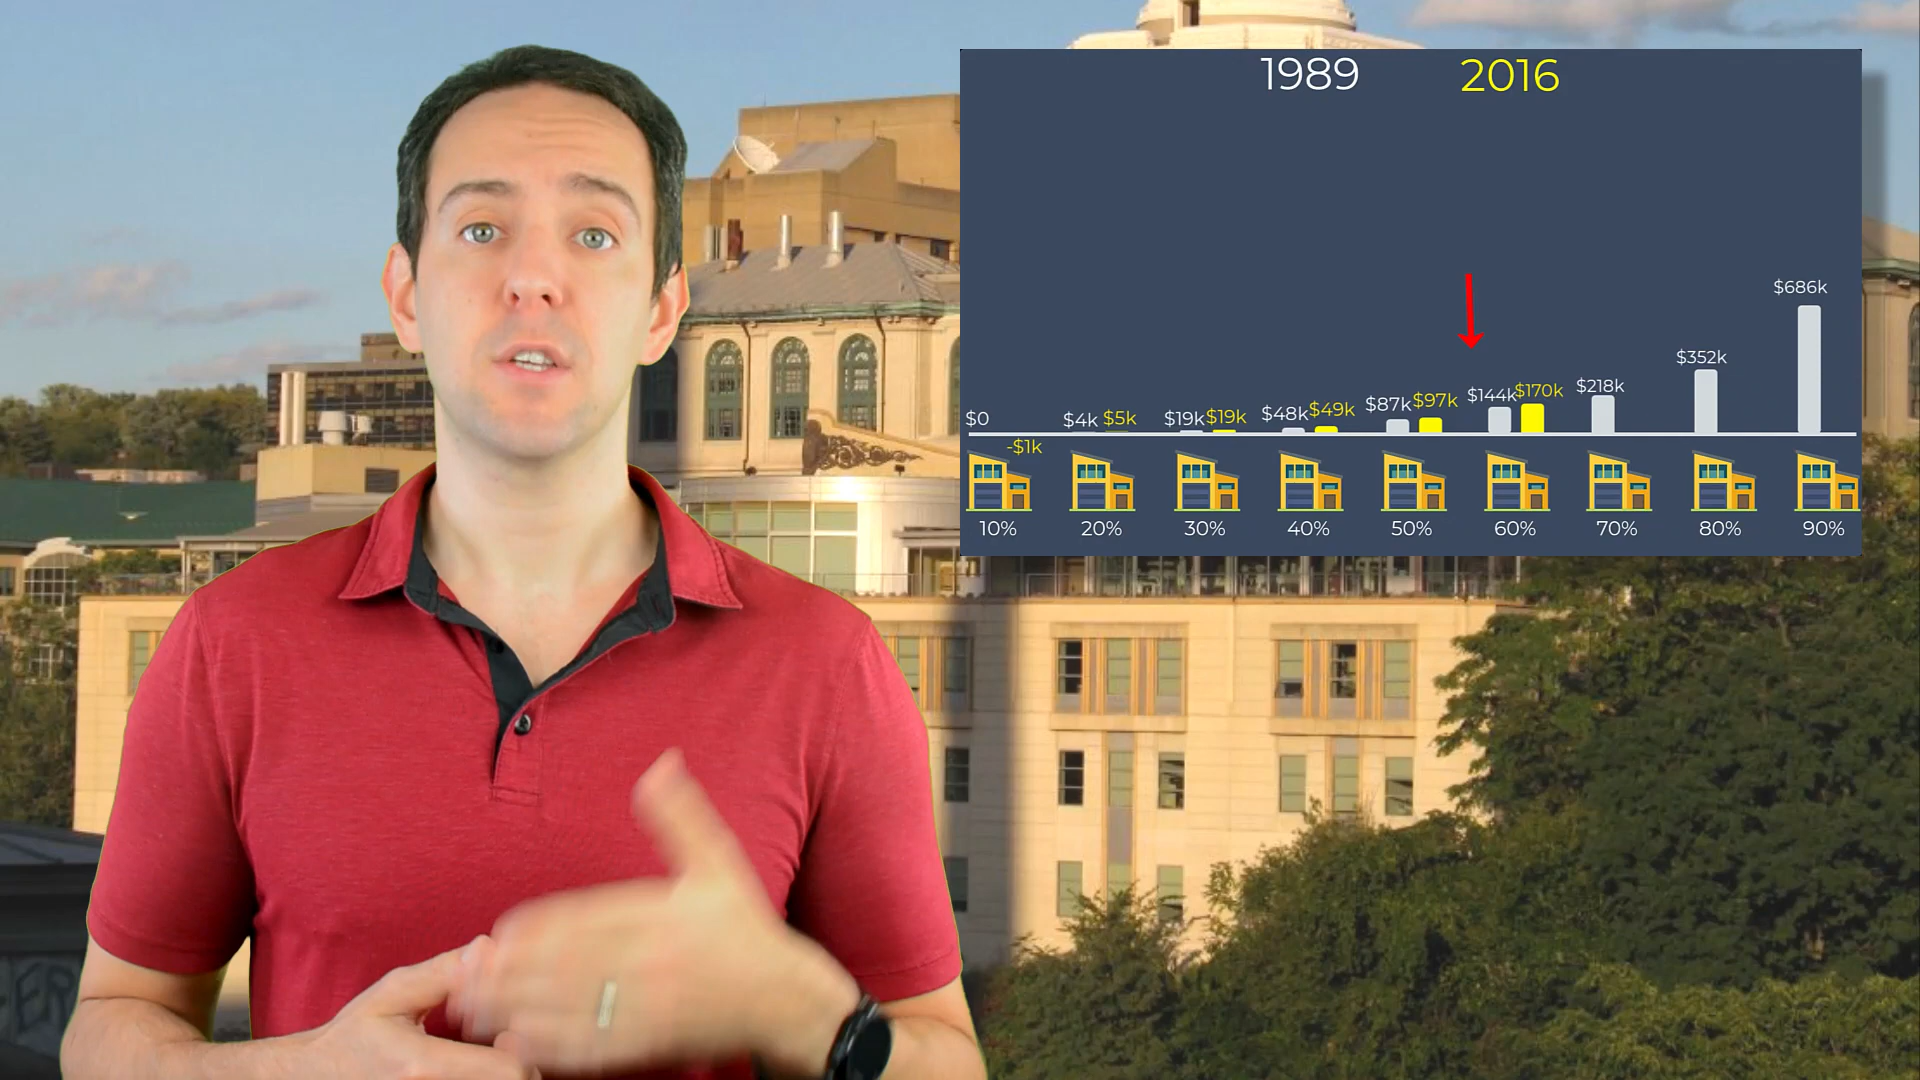 1989 2016
$686k
$352k
$144k $170k $218k
$87k $97k
$0 $4k $5k $19k $19k $48k $49k
-$1k
10% 20% 30% 40% 50% 60% 70% 80% 90%